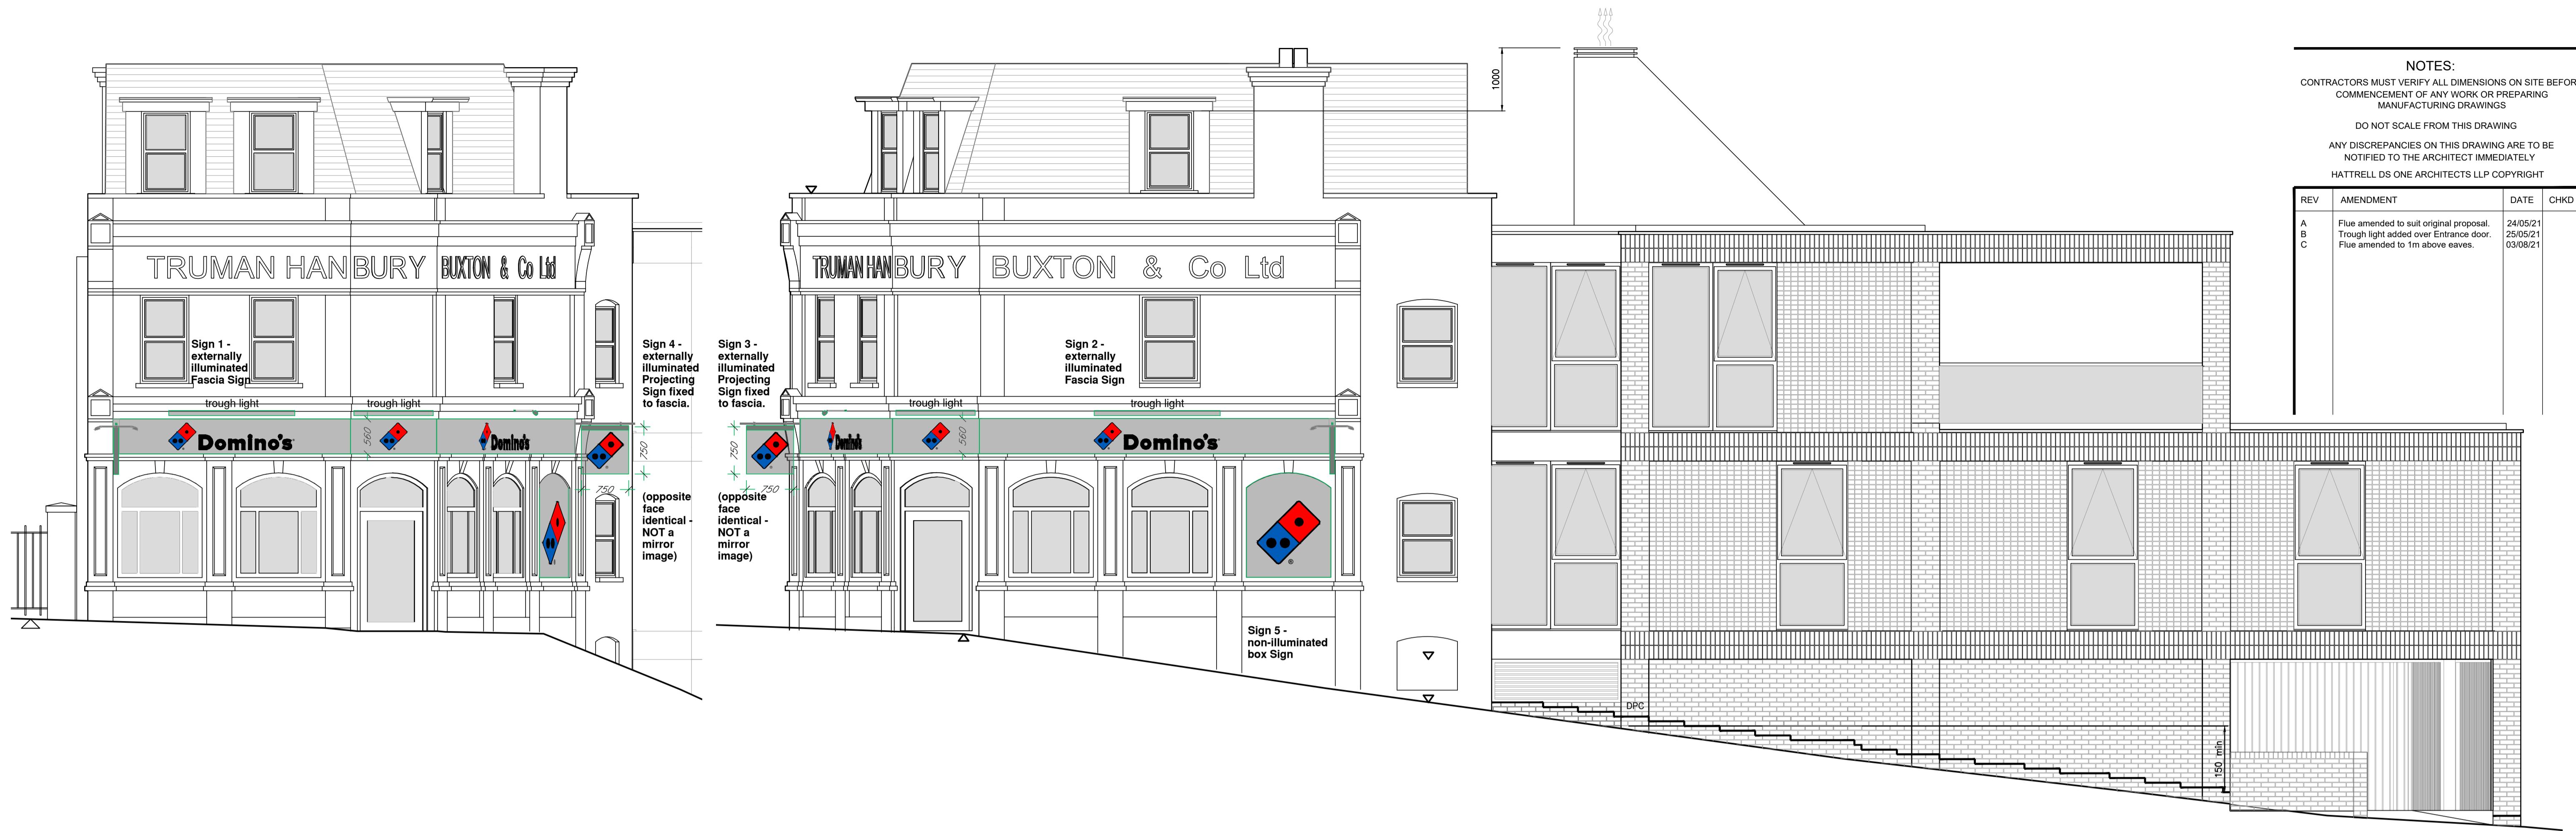 TRUMAN HANBURY BUXTON & Co Ltd
Sign 1 -
externally
illuminated
Fascia Sign
trough light
trough light
Domino's
®
560
®
Domino's
Sign 4 -
externally
illuminated
Projecting
Sign fixed
to fascia.
750
750
(opposite
face
identical -
NOT a
mirror
image)
TRUMAN HANBURY BUXTON & Co Ltd
Sign 3 -
externally
illuminated
Projecting
Sign fixed
to fascia.
750
750
(opposite
face
identical -
NOT a
mirror
image)
Sign 2 -
externally
illuminated
Fascia Sign
trough light
trough light
Domino's
®
560
®
Domino's
®
Sign 5 -
non-illuminated
box Sign
1000
DPC
150 min
NOTES:
CONTRACTORS MUST VERIFY ALL DIMENSIONS ON SITE BEFOR
COMMENCEMENT OF ANY WORK OR PREPARING
MANUFACTURING DRAWINGS
DO NOT SCALE FROM THIS DRAWING
ANY DISCREPANCIES ON THIS DRAWING ARE TO BE
NOTIFIED TO THE ARCHITECT IMMEDIATELY
HATTRELL DS ONE ARCHITECTS LLP COPYRIGHT
REV AMENDMENT DATE CHKD
A Flue amended to suit original proposal. 24/05/21
B Trough light added over Entrance door. 25/05/21
C Flue amended to 1m above eaves. 03/08/21